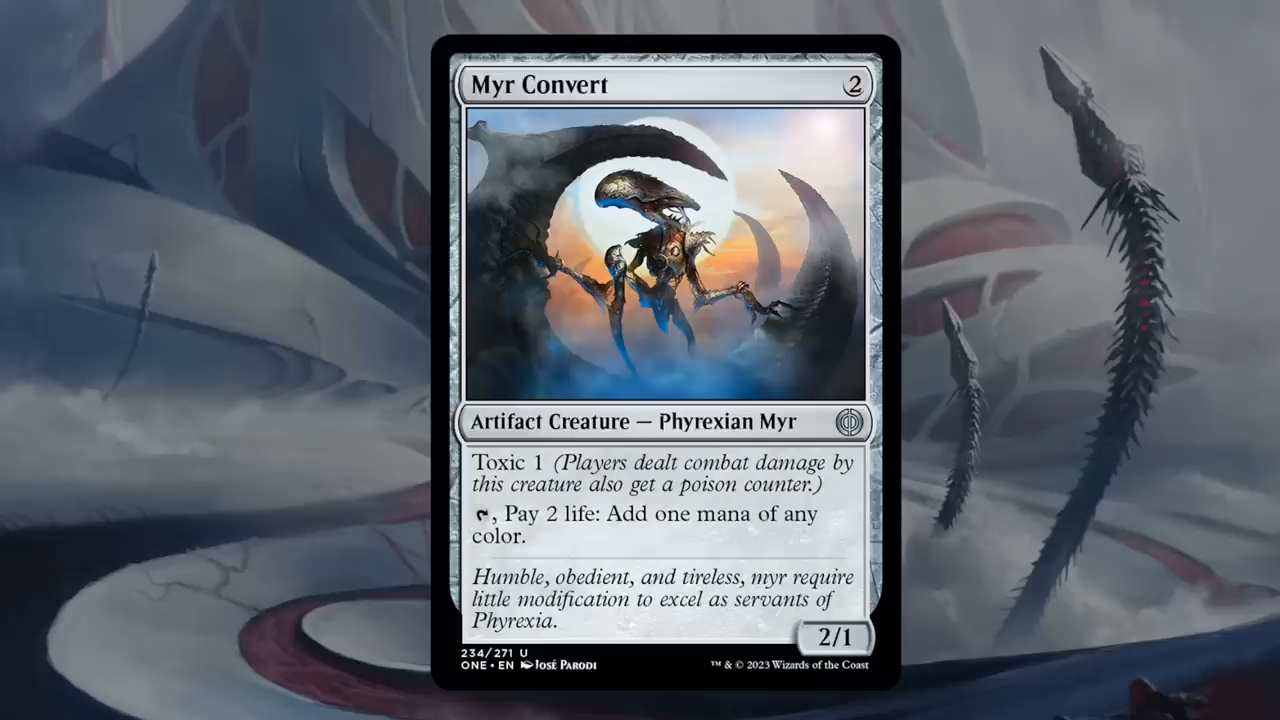 Myr Convert 2
Artifact Creature — Phyrexian Myr
Toxic 1 (Players dealt combat damage by
this creature also get a poison counter.)
, Pay 2 life: Add one mana of any
color.
Humble, obedient, and tireless, myr require
little modification to excel as servants of
Phyrexia.
2/1
234/271 U
ONE • EN José Parodi
™ & © 2023 Wizards of the Coast